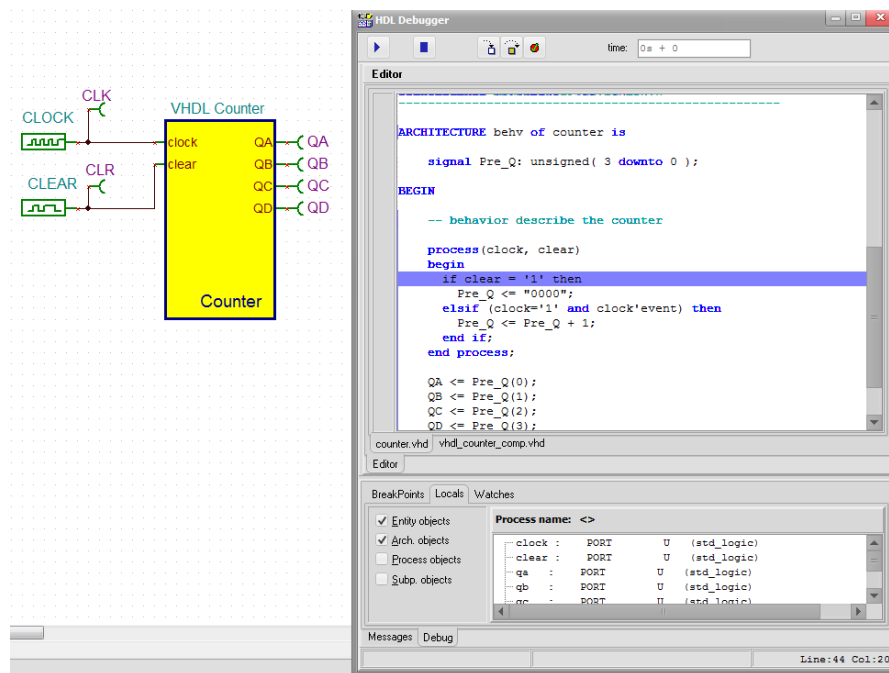 CLOCK
CLK
CLEAR
CLR
VHDL Counter
clock
clear
QA
QB
QC
QD
QA
QB
QC
QD
Counter
HDL Debugger
time: 0s + 0
Editor
--------------------------------------------------
ARCHITECTURE behv of counter is
signal Pre_Q: unsigned( 3 downto 0 );
BEGIN
-- behavior describe the counter
process(clock, clear)
begin
if clear = '1' then
Pre_Q <= "0000";
elsif (clock='1' and clock'event) then
Pre_Q <= Pre_Q + 1;
end if;
end process;
QA <= Pre_Q(0);
QB <= Pre_Q(1);
QC <= Pre_Q(2);
QD <= Pre_Q(3);
counter.vhd vhdl_counter_comp.vhd
Editor
BreakPoints Locals Watches
Entity objects
Arch. objects
Process objects
Subp. objects
Process name: <>
clock : PORT U (std_logic)
clear : PORT U (std_logic)
qa : PORT U (std_logic)
qb : PORT U (std_logic)
qc : PORT U (std_logic)
Messages Debug
Line:44 Col:20